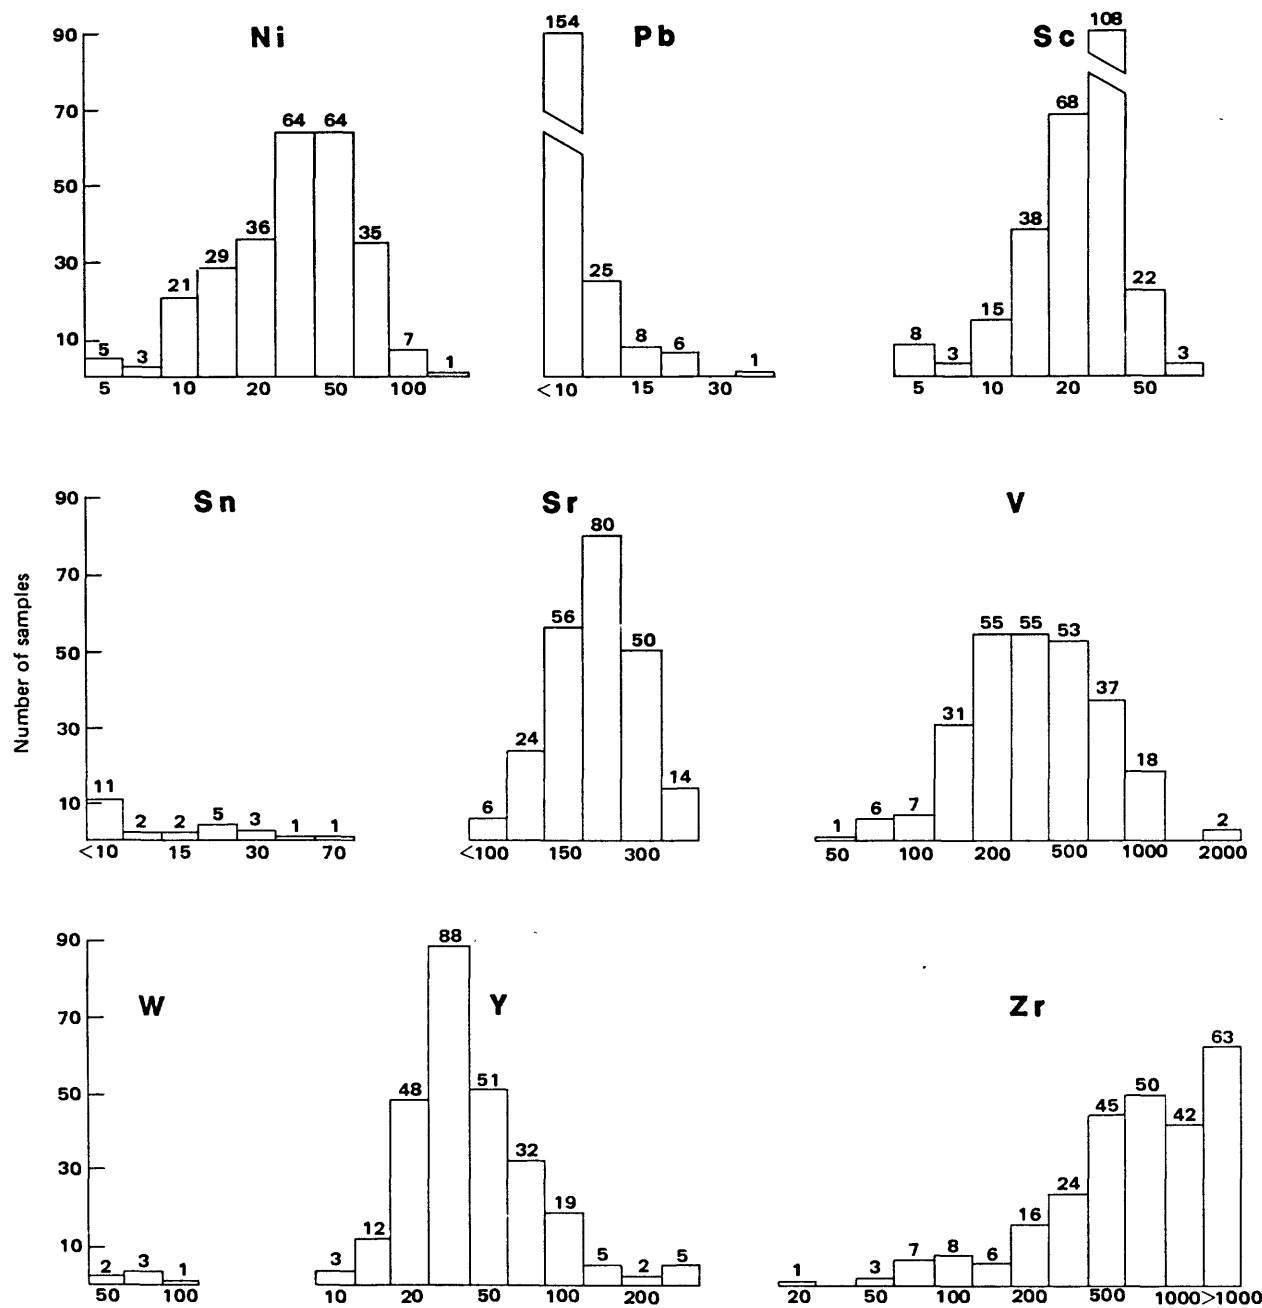 Ni
90
70
50
30
10
5 3 21 29 36 64 64 35 7 1
5 10 20 50 100
Pb
154 25 8 6 1
<10 15 30
Sc
8 3 15 38 68 108 22 3
5 10 20 50
Number of samples
Sn
90
70
50
30
10
11 2 2 5 3 1 1
<10 15 30 70
Sr
6 24 56 80 50 14
<100 150 300
V
1 6 7 31 55 55 53 37 18 2
50 100 200 500 1000 2000
W
90
70
50
30
10
2 3 1
50 100
Y
3 12 48 88 51 32 19 5 2 5
10 20 50 100 200
Zr
1 3 7 8 6 16 24 45 50 42 63
20 50 100 200 500 1000 >1000